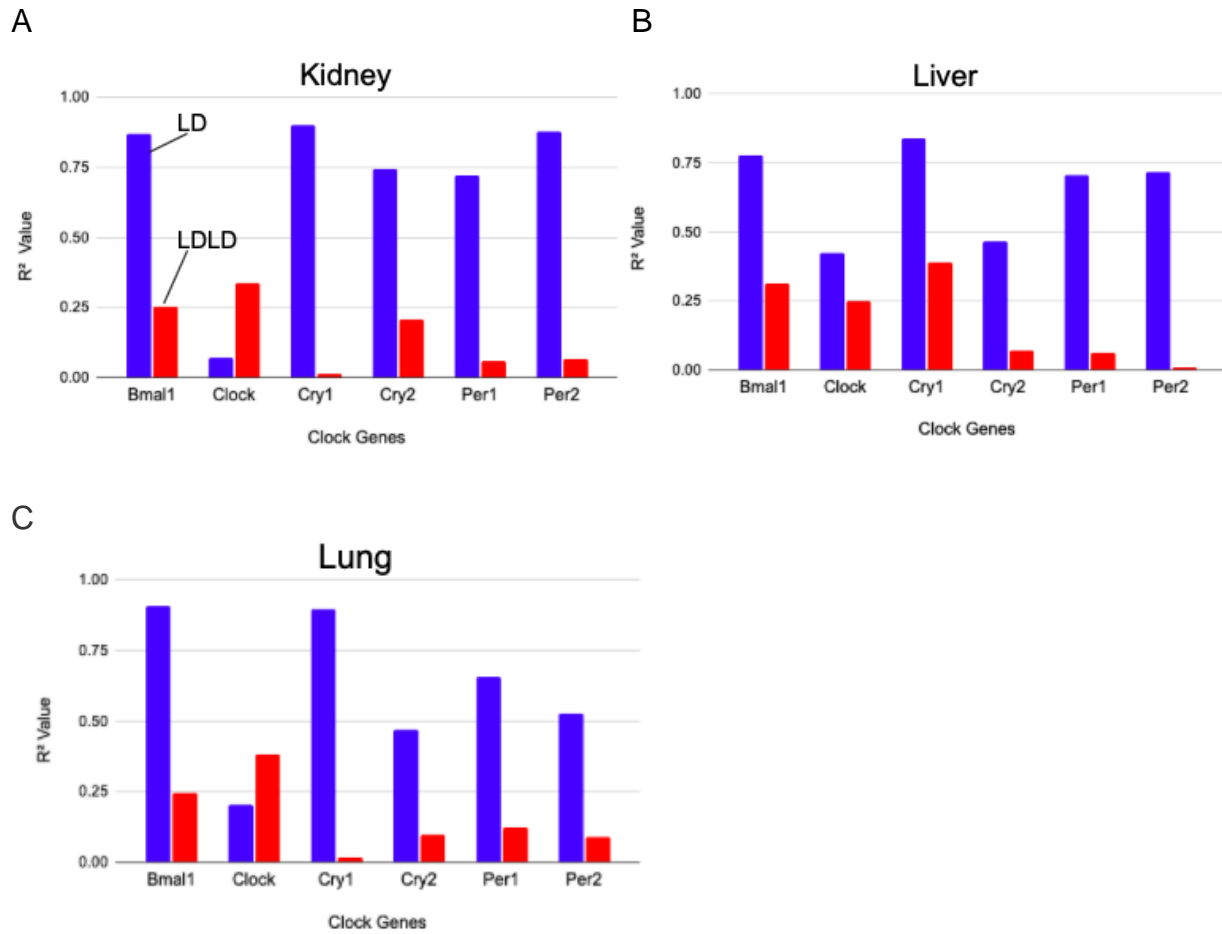 A
Kidney
1.00
0.75
0.50
0.25
0.00
R² Value
LD
LDLD
Bmal1 Clock Cry1 Cry2 Per1 Per2
Clock Genes
B
Liver
1.00
0.75
0.50
0.25
0.00
R² Value
Bmal1 Clock Cry1 Cry2 Per1 Per2
Clock Genes
C
Lung
1.00
0.75
0.50
0.25
0.00
R² Value
Bmal1 Clock Cry1 Cry2 Per1 Per2
Clock Genes